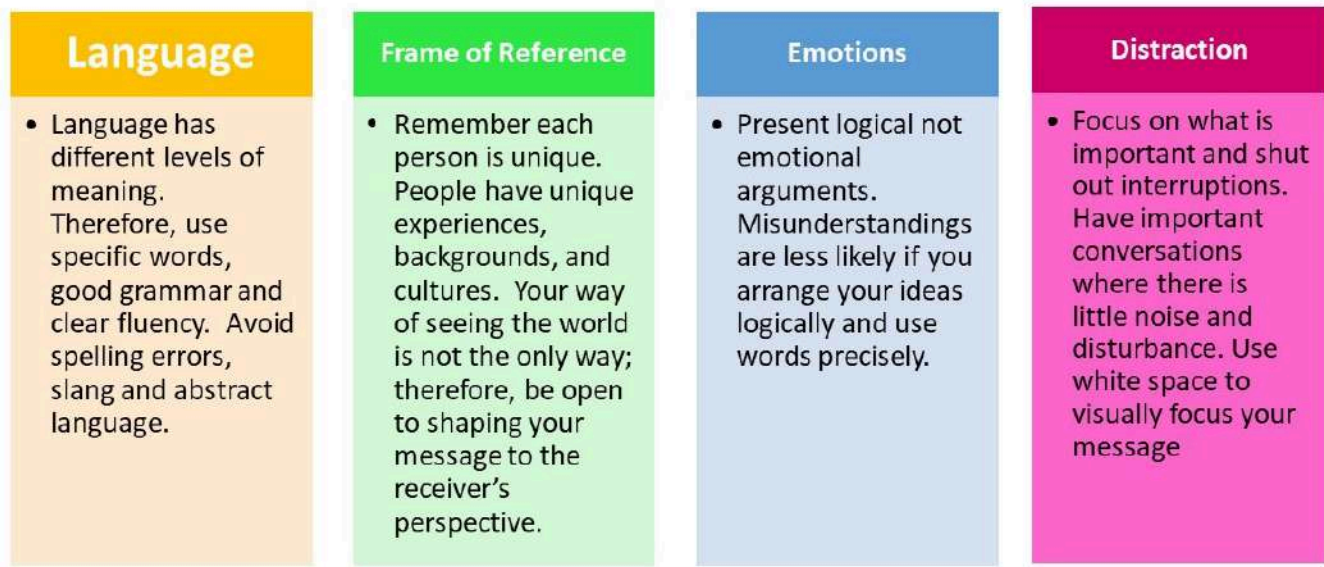 Language
• Language has
different levels of
meaning.
Therefore, use
specific words,
good grammar and
clear fluency.  Avoid
spelling errors,
slang and abstract
language.
Frame of Reference
• Remember each
person is unique.
People have unique
experiences,
backgrounds, and
cultures.  Your way
of seeing the world
is not the only way;
therefore, be open
to shaping your
message to the
receiver’s
perspective.
Emotions
• Present logical not
emotional
arguments.
Misunderstandings
are less likely if you
arrange your ideas
logically and use
words precisely.
Distraction
• Focus on what is
important and shut
out interruptions.
Have important
conversations
where there is
little noise and
disturbance. Use
white space to
visually focus your
message